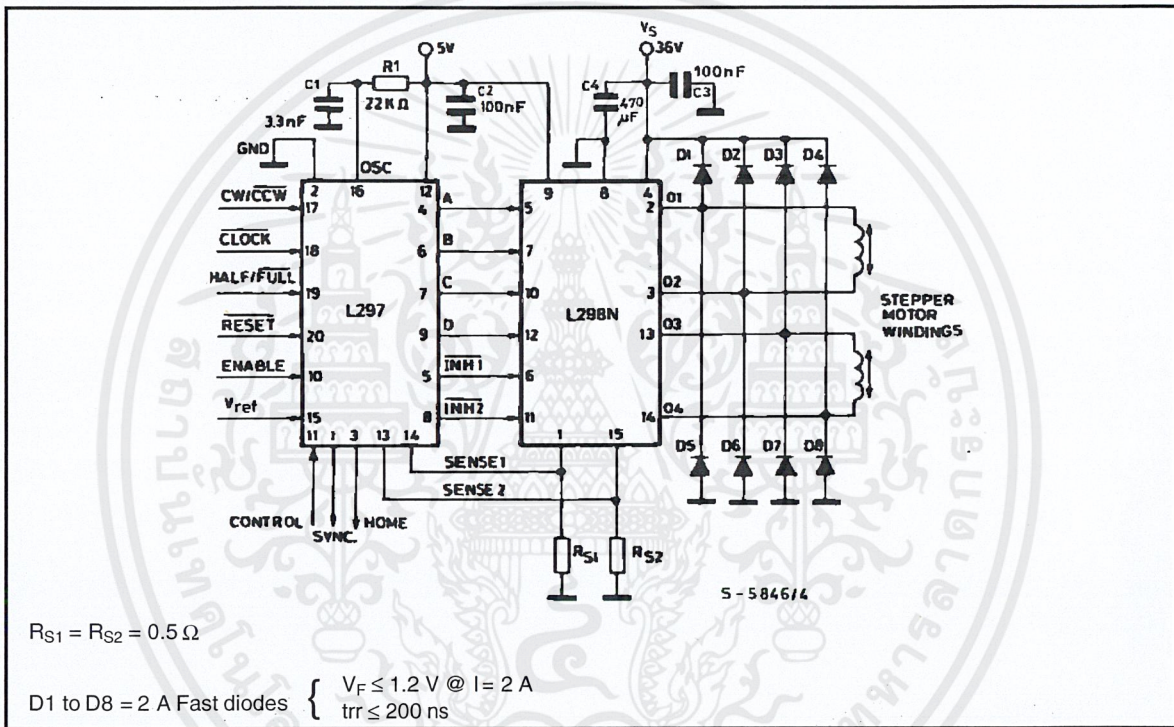 Vs
5V
36V
R1
C1
22KΩ
3.3nF
C2
100nF
C4
470
µF
100nF
C3
GND
OSC
D1 D2 D3 D4
2 16 12
9 8 4
CW/CCW 17
4 A 5
2 O1
CLOCK 18
6 B 7
HALF/FULL 19
7 C 10
3 O2
L297
L298N
STEPPER
MOTOR
WINDINGS
RESET 20
9 D 12
13 O3
ENABLE 10
5 INH1 6
Vref 15
8 INH2 11
14 O4
11 1 3 13 14
1 15
D5 D6 D7 D8
SENSE1
SENSE2
CONTROL
SYNC.
HOME
RS1
RS2
S-5846/4
RS1 = RS2 = 0.5 Ω
D1 to D8 = 2 A Fast diodes { VF ≤ 1.2 V @ I = 2 A
trr ≤ 200 ns